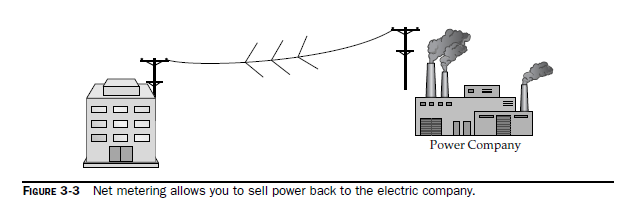 Power Company
FIGURE 3-3 Net metering allows you to sell power back to the electric company.